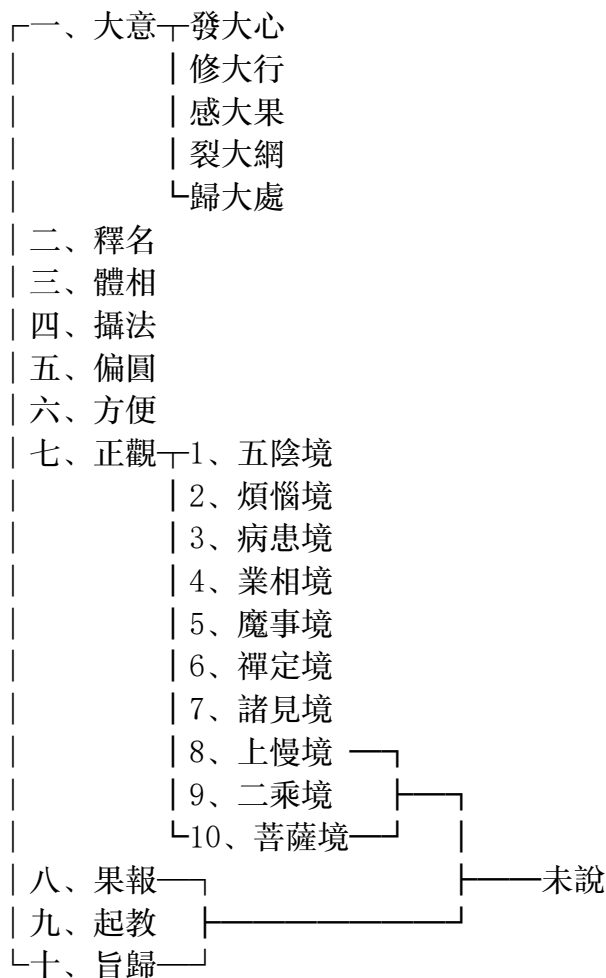 一、大意 發大心
修大行
感大果
裂大網
歸大處
二、釋名
三、體相
四、攝法
五、偏圓
六、方便
七、正觀 1、五陰境
2、煩惱境
3、病患境
4、業相境
5、魔事境
6、禪定境
7、諸見境
8、上慢境
9、二乘境
10、菩薩境
八、果報 未說
九、起教
十、旨歸